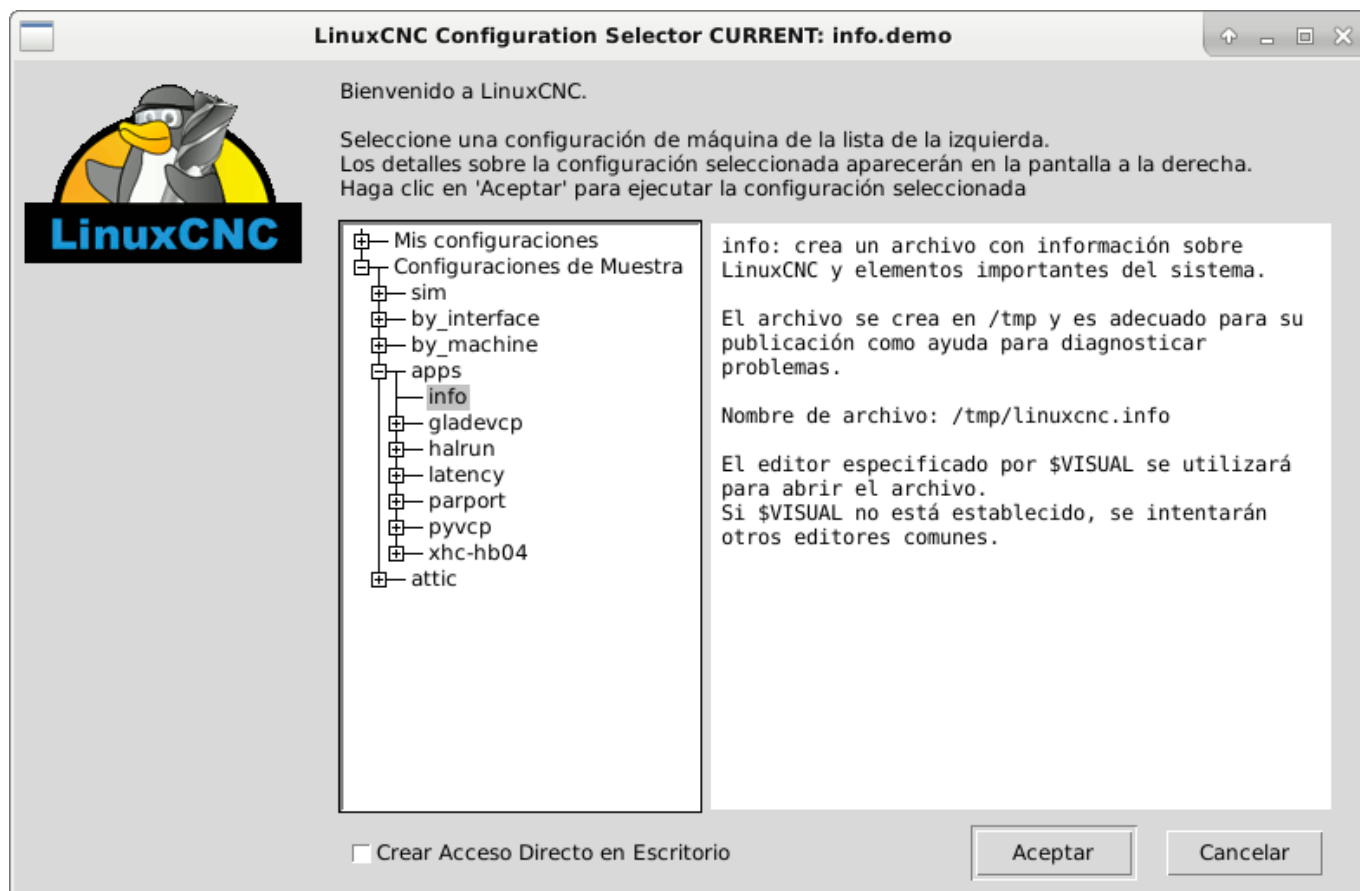 LinuxCNC Configuration Selector CURRENT: info.demo
LinuxCNC
Bienvenido a LinuxCNC.
Seleccione una configuración de máquina de la lista de la izquierda.
Los detalles sobre la configuración seleccionada aparecerán en la pantalla a la derecha.
Haga clic en 'Aceptar' para ejecutar la configuración seleccionada
Mis configuraciones
Configuraciones de Muestra
sim
by_interface
by_machine
apps
info
gladevcp
halrun
latency
parport
pyvcp
xhc-hb04
attic
info: crea un archivo con información sobre
LinuxCNC y elementos importantes del sistema.
El archivo se crea en /tmp y es adecuado para su
publicación como ayuda para diagnosticar
problemas.
Nombre de archivo: /tmp/linuxcnc.info
El editor especificado por $VISUAL se utilizará
para abrir el archivo.
Si $VISUAL no está establecido, se intentarán
otros editores comunes.
Crear Acceso Directo en Escritorio
Aceptar
Cancelar